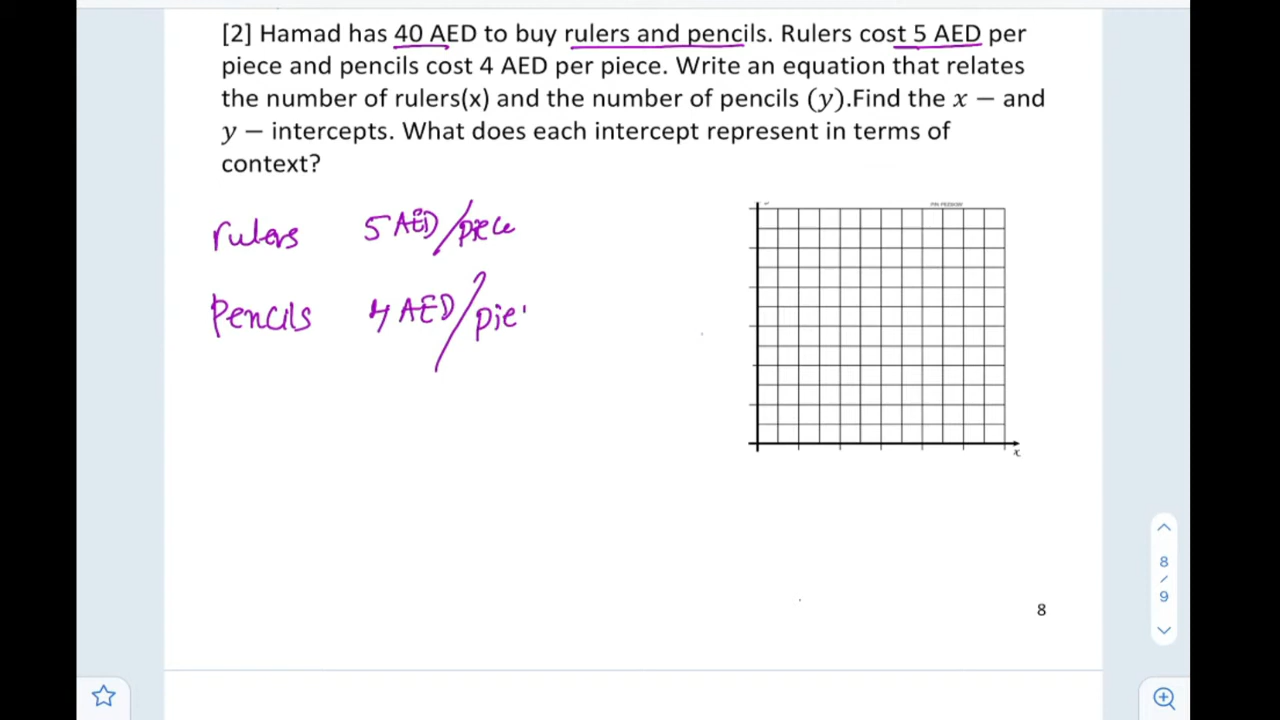 [2] Hamad has 40 AED to buy rulers and pencils. Rulers cost 5 AED per
piece and pencils cost 4 AED per piece. Write an equation that relates
the number of rulers(x) and the number of pencils (y).Find the x − and
y − intercepts. What does each intercept represent in terms of
context?
rulers 5 AED/piece
Pencils 4 AED/pie
x
8
8
/
9